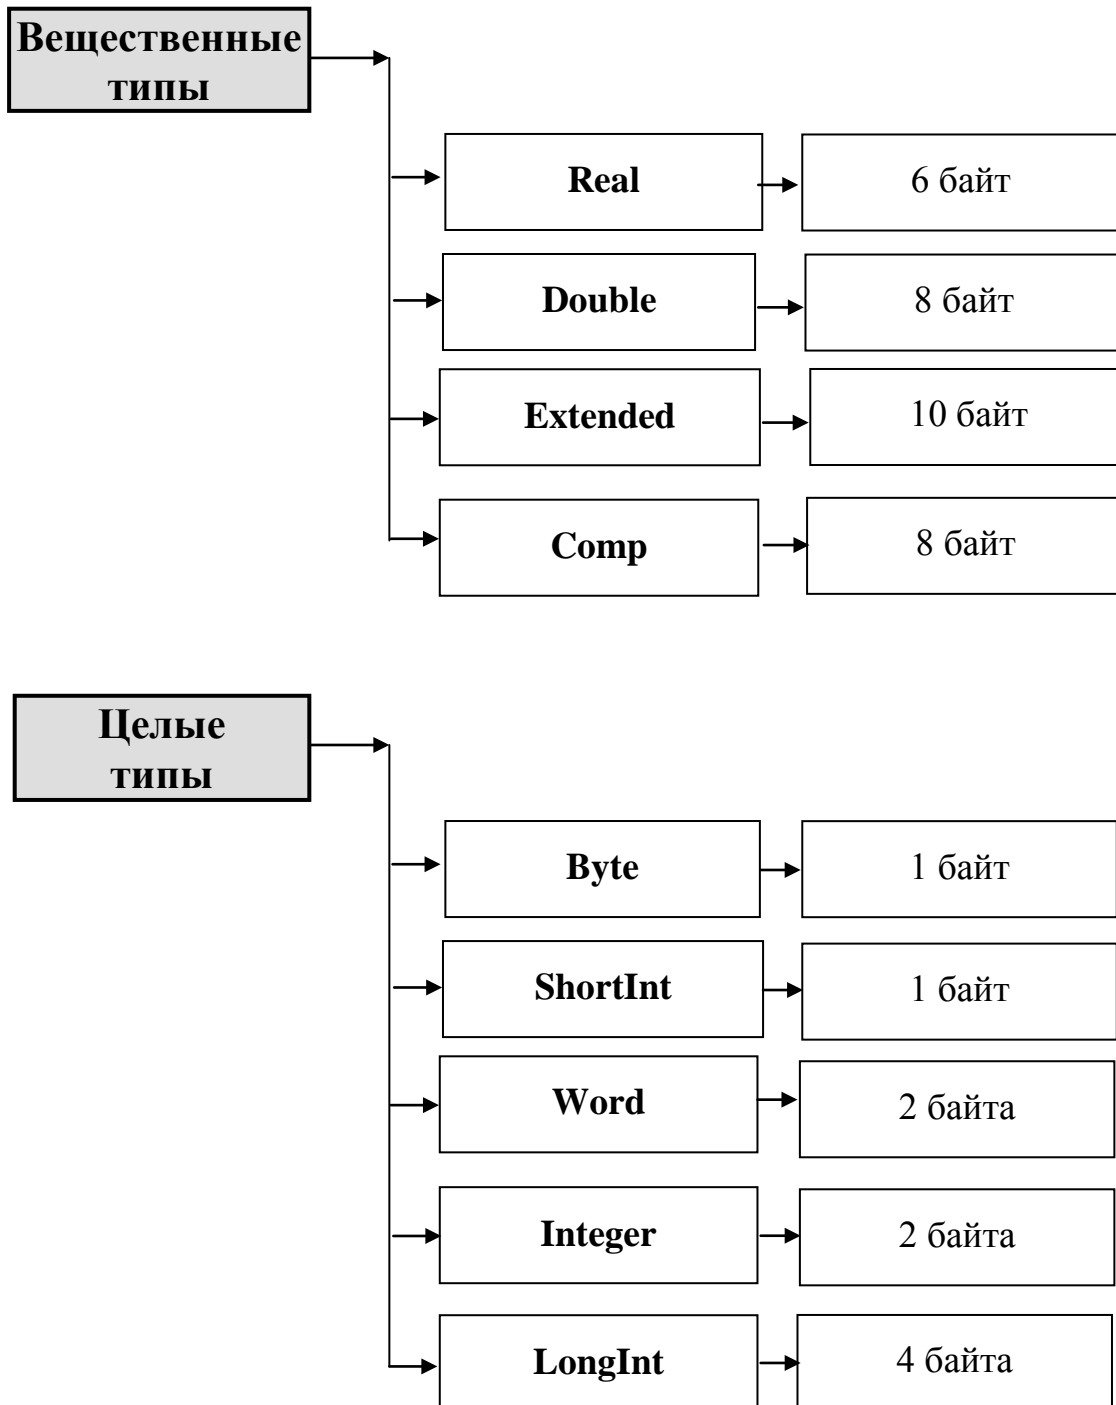 Вещественные
типы
Real
6 байт
Double
8 байт
Extended
10 байт
Comp
8 байт
Целые
типы
Byte
1 байт
ShortInt
1 байт
Word
2 байта
Integer
2 байта
LongInt
4 байта